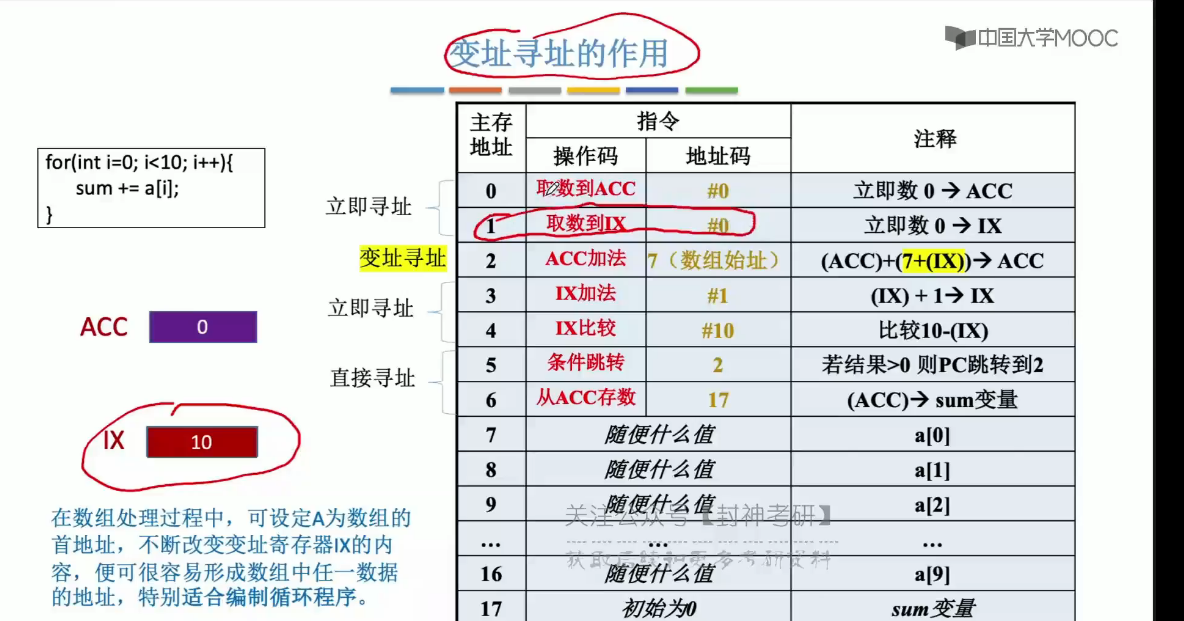 变址寻址的作用
中国大学MOOC
for(int i=0; i<10; i++){
sum += a[i];
}
立即寻址
变址寻址
立即寻址
直接寻址
ACC 0
IX 10
在数组处理过程中，可设定A为数组的
首地址，不断改变变址寄存器IX的内
容，便可很容易形成数组中任一数据
的地址，特别适合编制循环程序。
主存地址 指令 注释
操作码 地址码
0 取数到ACC #0 立即数 0 → ACC
1 取数到IX #0 立即数 0 → IX
2 ACC加法 7（数组始址） (ACC)+(7+(IX))→ ACC
3 IX加法 #1 (IX) + 1→ IX
4 IX比较 #10 比较10-(IX)
5 条件跳转 2 若结果>0 则PC跳转到2
6 从ACC存数 17 (ACC)→ sum变量
7 随便什么值 a[0]
8 随便什么值 a[1]
9 随便什么值 a[2]
关注公众号【封神考研】
... ... ...
16 随便什么值 a[9]
17 初始为0 sum变量